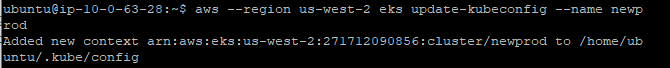 ubuntu@ip-10-0-63-28:~$ aws --region us-west-2 eks update-kubeconfig --name newp
rod
Added new context arn:aws:eks:us-west-2:271712090856:cluster/newprod to /home/ub
untu/.kube/config